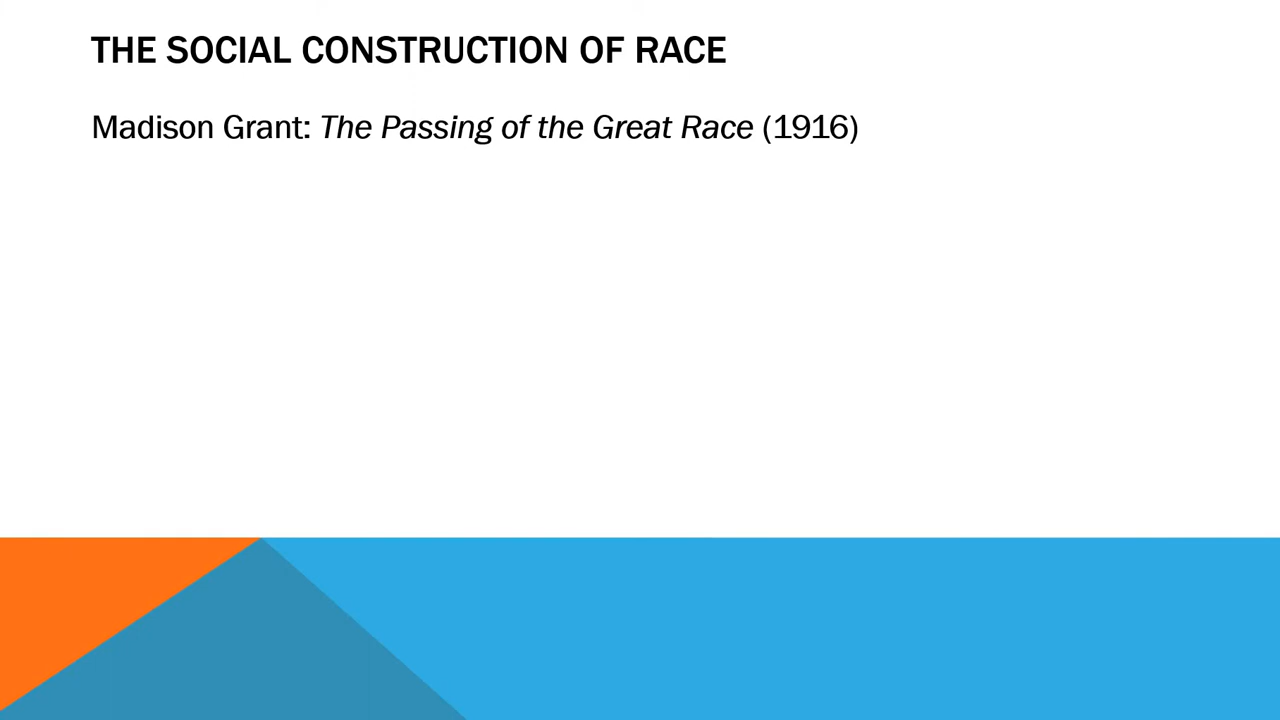 THE SOCIAL CONSTRUCTION OF RACE
Madison Grant: The Passing of the Great Race (1916)